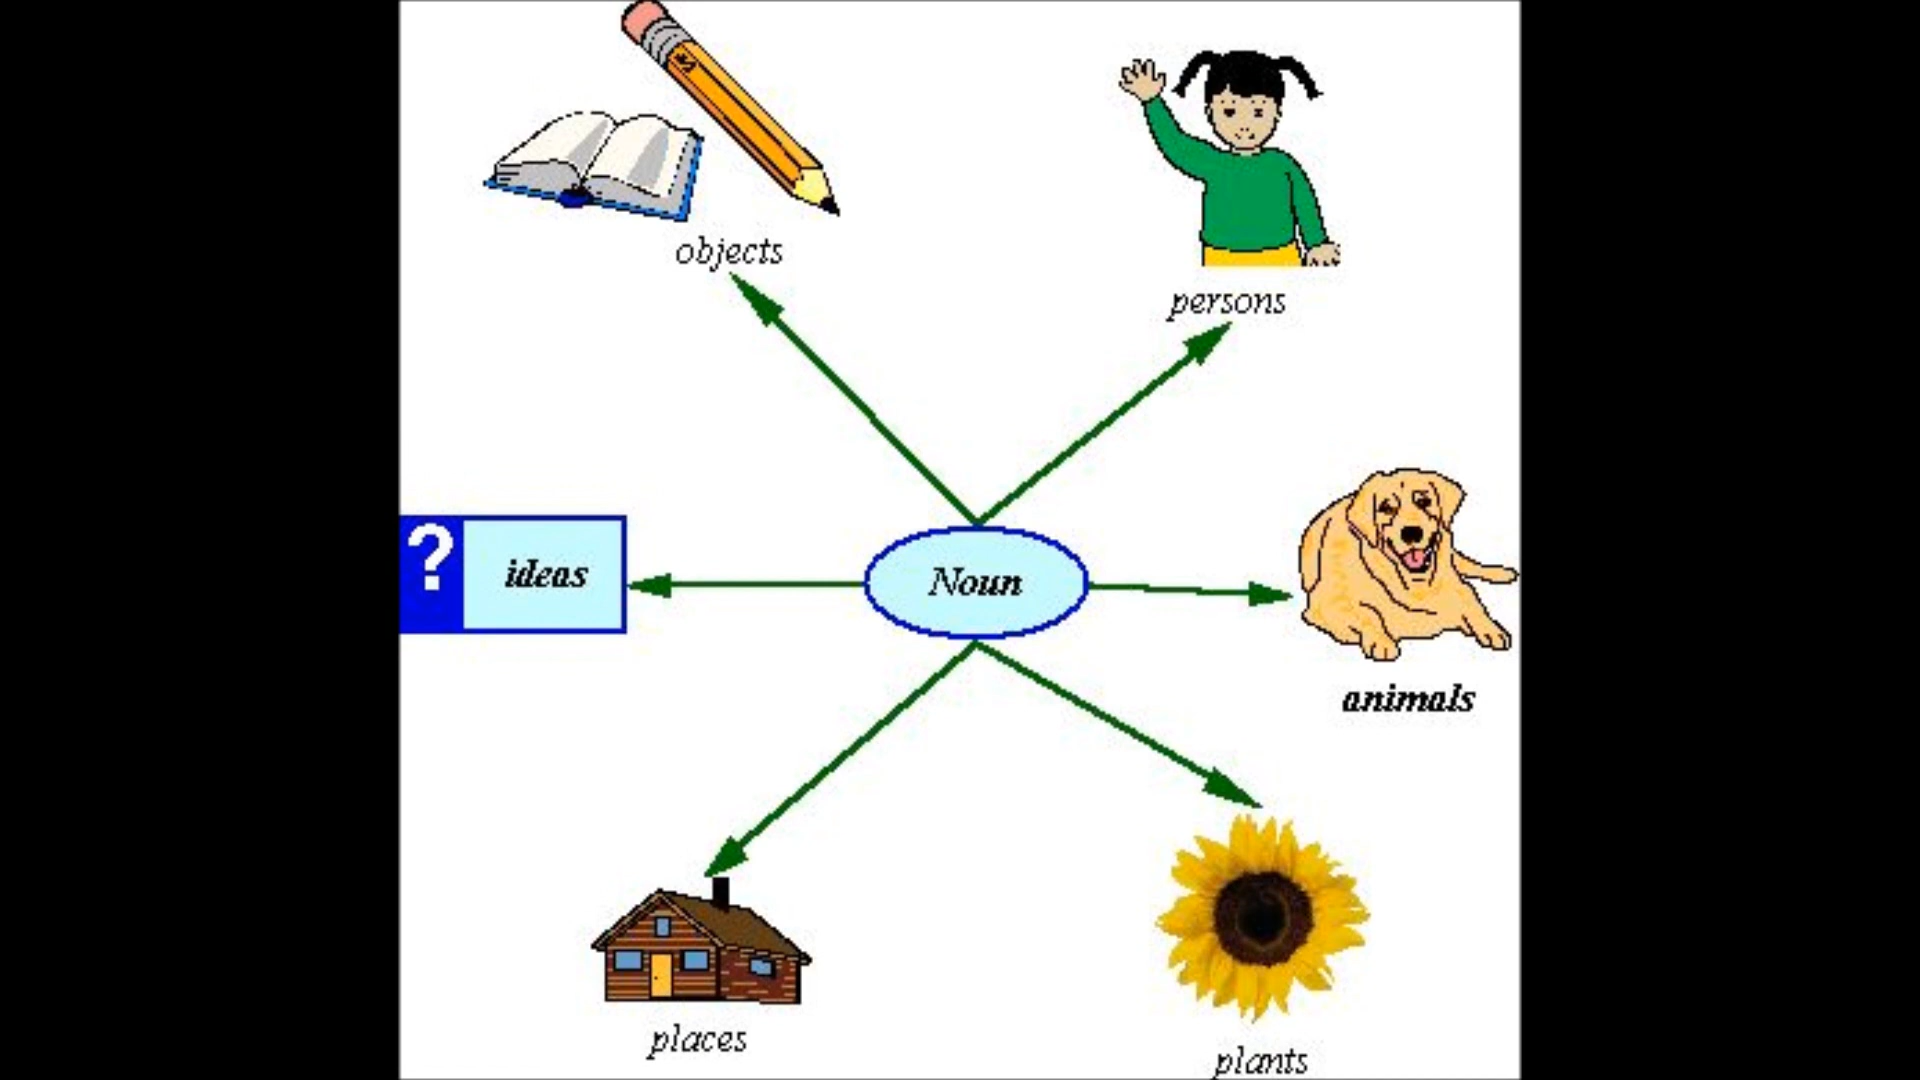 objects
persons
?
ideas
Noun
animals
places
plants